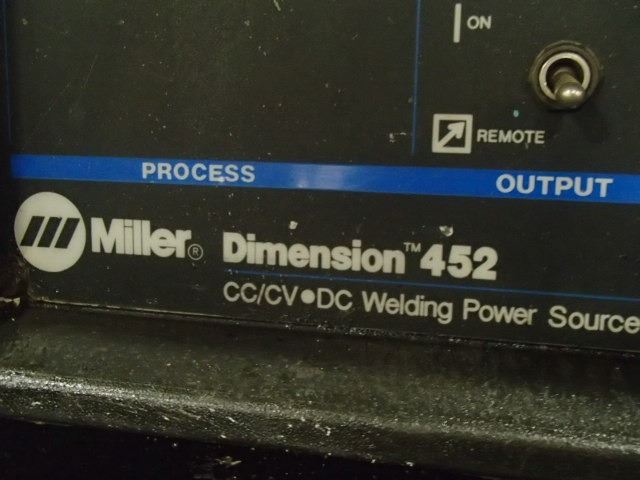 ON
REMOTE
PROCESS
OUTPUT
Miller® Dimension™ 452
CC/CV•DC Welding Power Source